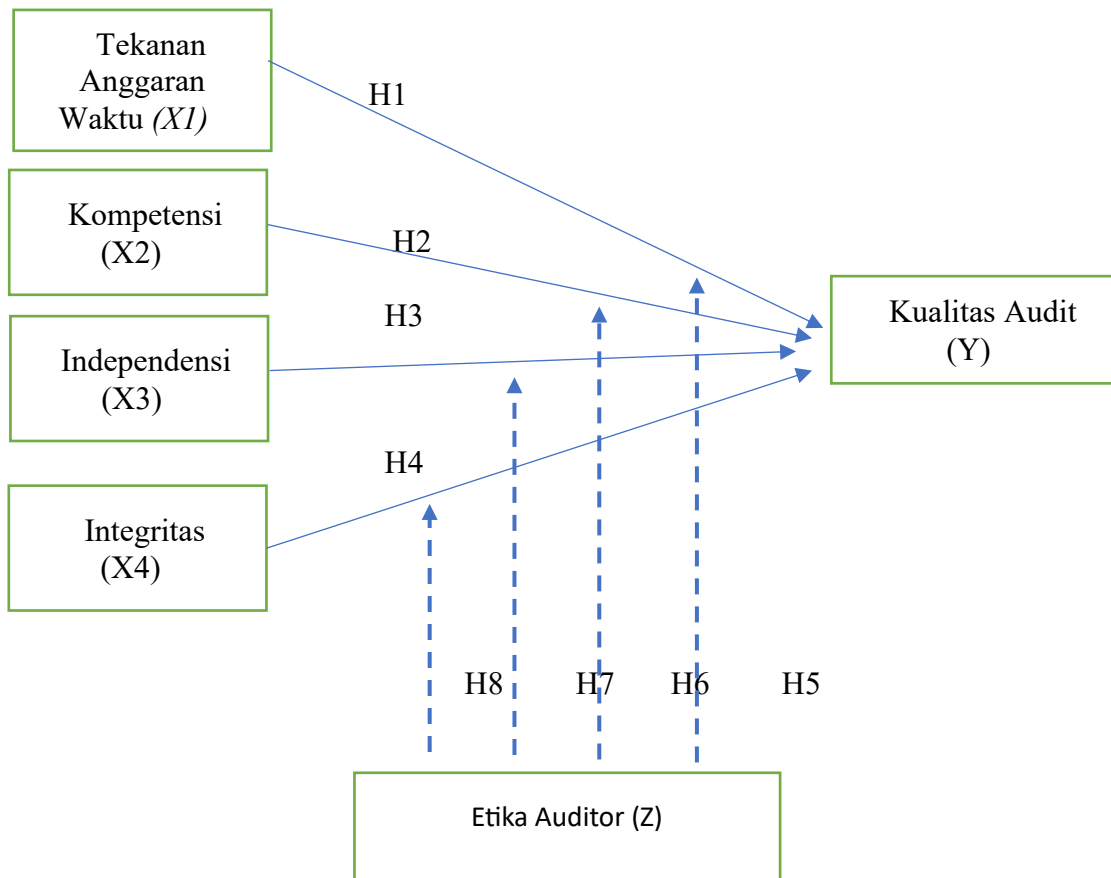 Tekanan
Anggaran
Waktu (X1)
H1
Kompetensi
(X2)
H2
H3
Kualitas Audit
(Y)
Independensi
(X3)
H4
Integritas
(X4)
H8 H7 H6 H5
Etika Auditor (Z)